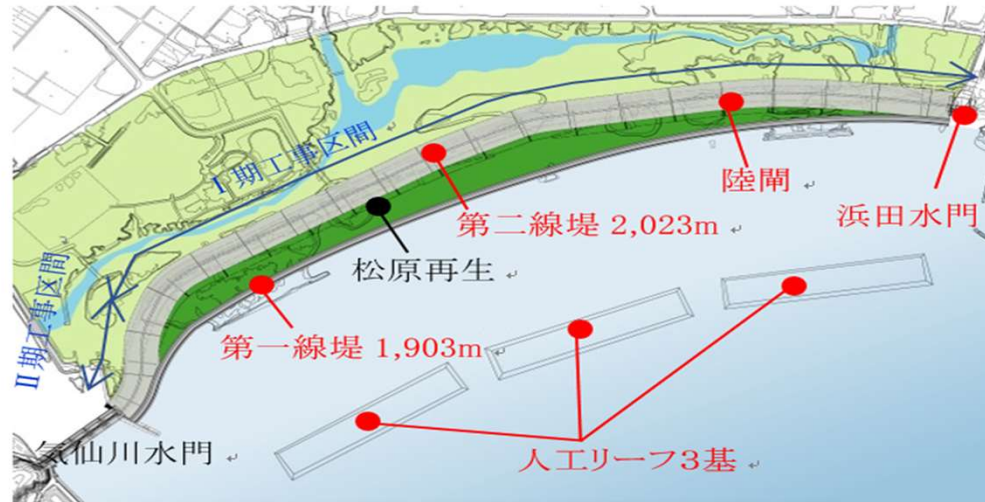 Ⅰ期工事区間
陸閘
浜田水門
第二線堤 2,023m
松原再生
Ⅱ期工事区間
第一線堤 1,903m
気仙川水門
人工リーフ3基